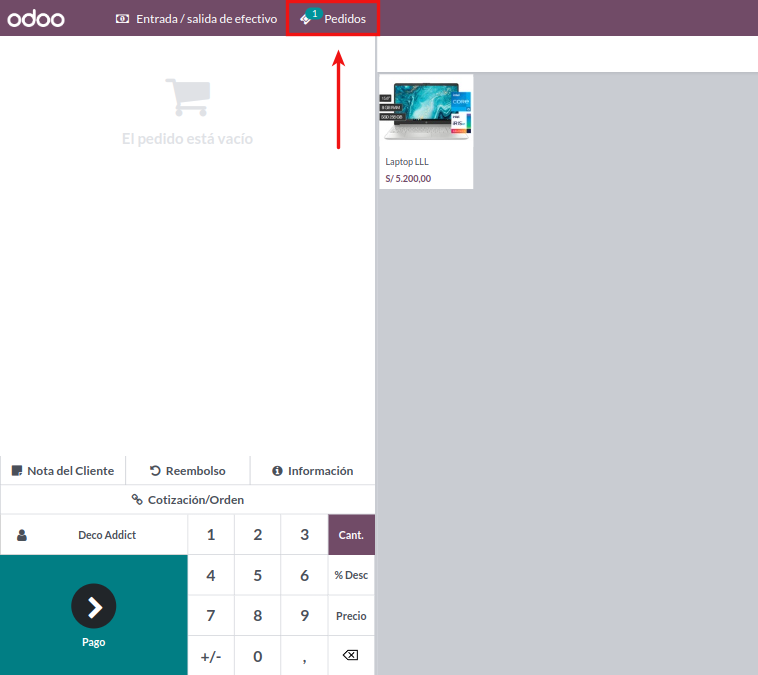 odoo
Entrada / salida de efectivo
1
Pedidos
El pedido está vacío
Laptop LLL
S/ 5.200,00
Nota del Cliente
Reembolso
Información
Cotización/Orden
Deco Addict
1 2 3 Cant.
4 5 6 % Desc
7 8 9 Precio
+/- 0 ,
Pago